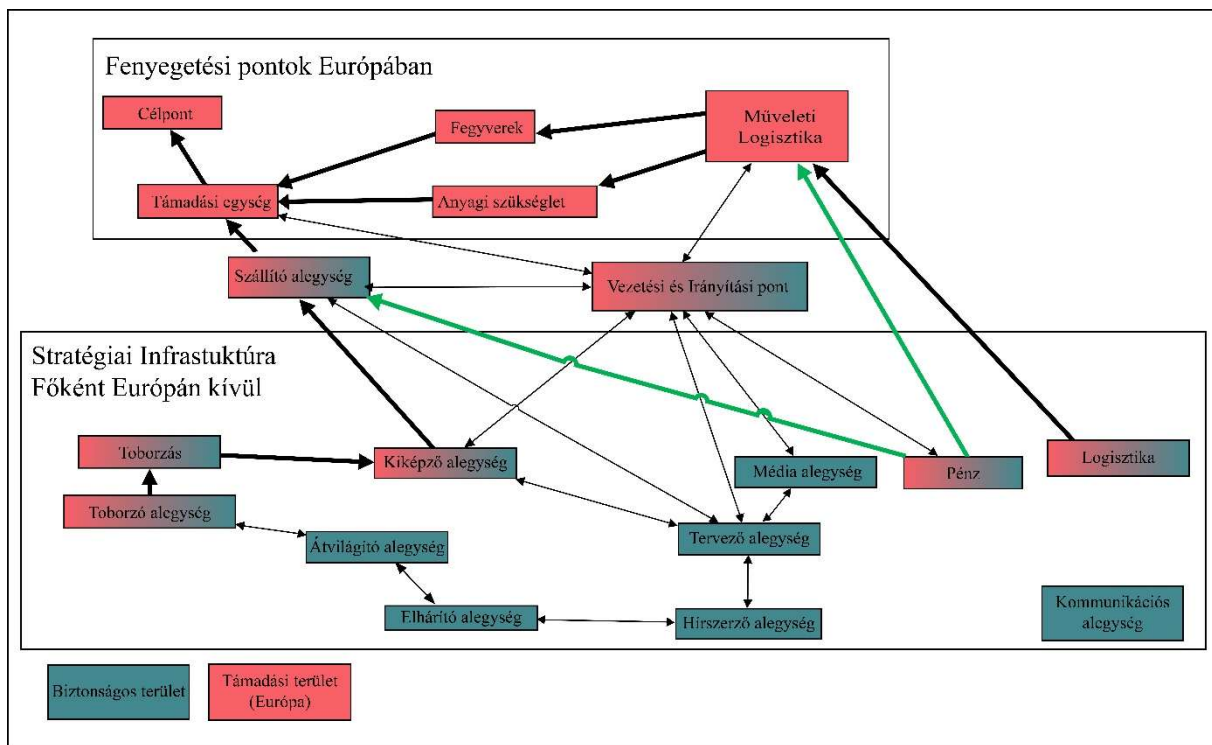 Fenyegetési pontok Európában
Célpont
Fegyverek
Műveleti
Logisztika
Támadási egység
Anyagi szükséglet
Szállító alegység
Vezetési és Irányítási pont
Stratégiai Infrastuktúra
Főként Európán kívül
Toborzás
Kiképző alegység
Média alegység
Pénz
Logisztika
Toborzó alegység
Átvilágító alegység
Tervező alegység
Elhárító alegység
Hírszerző alegység
Kommunikációs
alegység
Biztonságos terület
Támadási terület
(Európa)